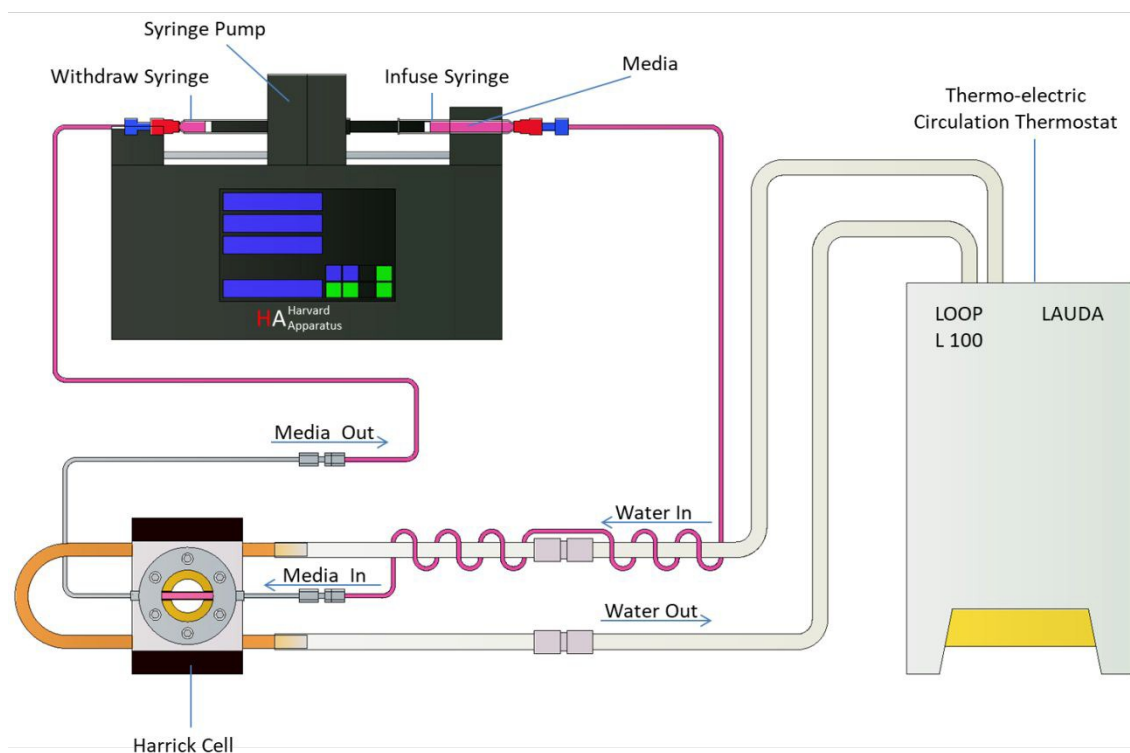 Syringe Pump
Withdraw Syringe
Infuse Syringe
Media
Thermo-electric
Circulation Thermostat
HA Harvard
Apparatus
LOOP
L 100
LAUDA
Media Out
Water In
Media In
Water Out
Harrick Cell